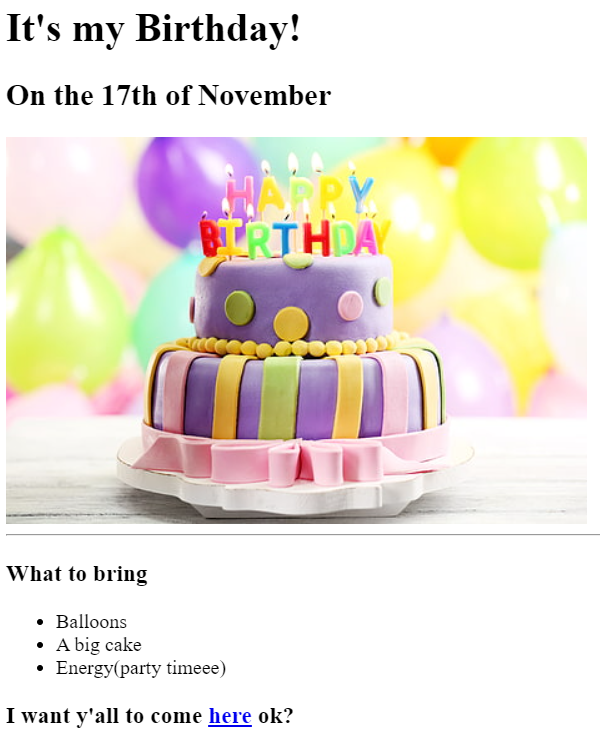 It's my Birthday!
On the 17th of November
HAPPY
BIRTHDAY
What to bring
Balloons
A big cake
Energy(party timeee)
I want y'all to come here ok?